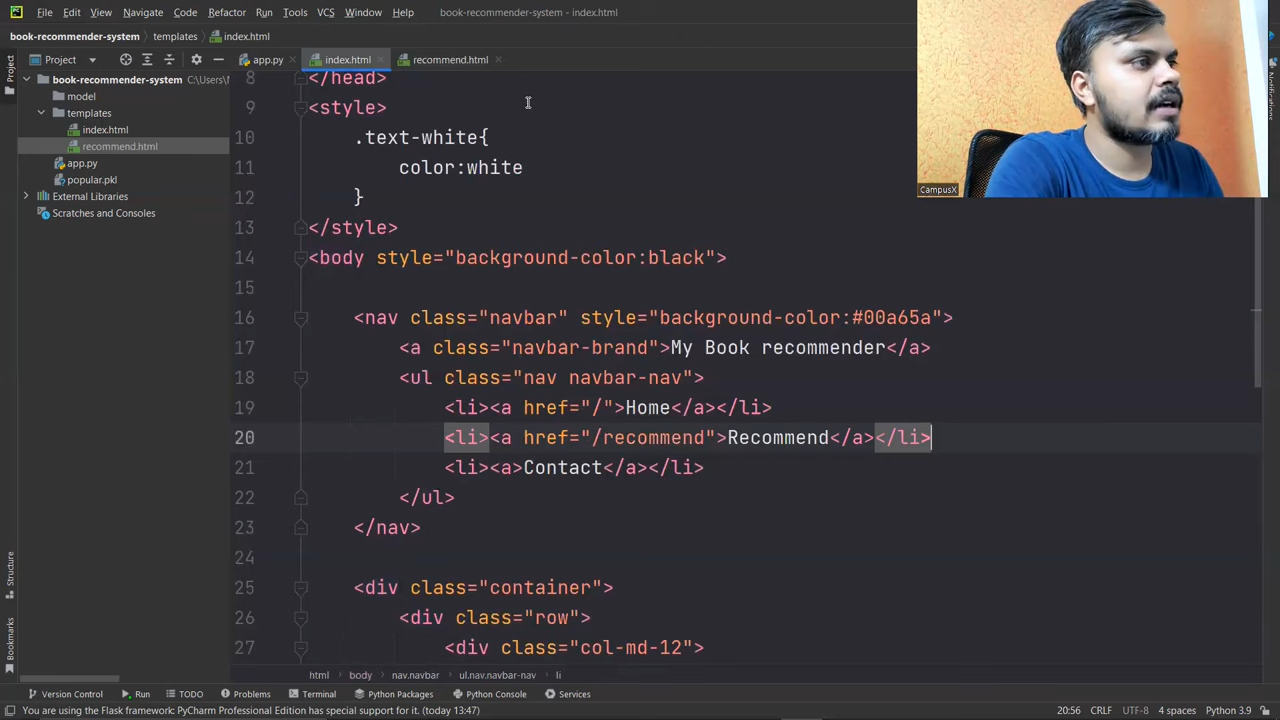 File Edit View Navigate Code Refactor Run Tools VCS Window Help book-recommender-system - index.html
book-recommender-system templates index.html
Project app.py index.html recommend.html
Project
book-recommender-system C:\Users\
model
templates
index.html
recommend.html
app.py
popular.pkl
External Libraries
Scratches and Consoles
8 </head>
9 <style>
10 .text-white{
11 color:white
12 }
13 </style>
14 <body style="background-color:black">
15
16 <nav class="navbar" style="background-color:#00a65a">
17 <a class="navbar-brand">My Book recommender</a>
18 <ul class="nav navbar-nav">
19 <li><a href="/">Home</a></li>
20 <li><a href="/recommend">Recommend</a></li>
21 <li><a>Contact</a></li>
22 </ul>
23 </nav>
24
25 <div class="container">
26 <div class="row">
27 <div class="col-md-12">
CampusX
Notifications
Structure
Bookmarks
html body nav.navbar ul.nav.navbar-nav li
Version Control Run TODO Problems Terminal Python Packages Python Console Services
You are using the Flask framework: PyCharm Professional Edition has special support for it. (today 13:47) 20:56 CRLF UTF-8 4 spaces Python 3.9